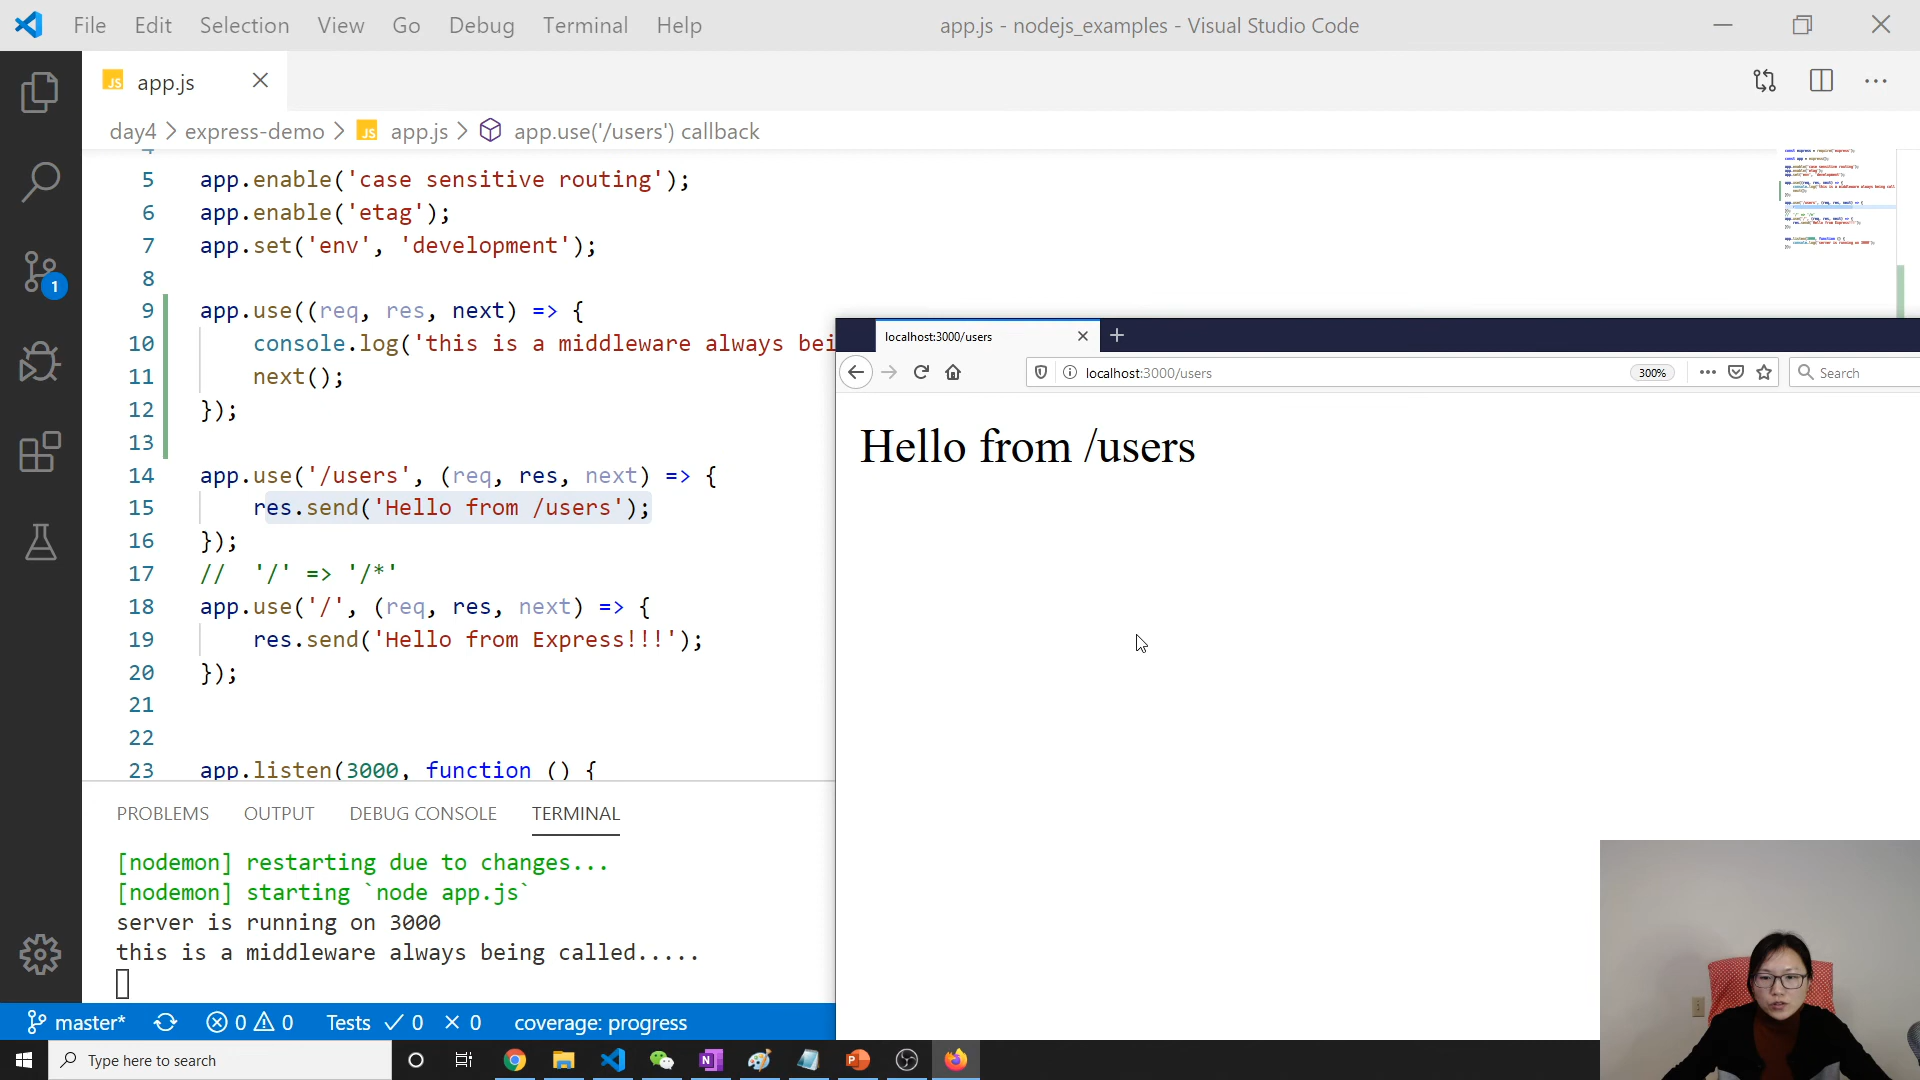 File Edit Selection View Go Debug Terminal Help
app.js - nodejs_examples - Visual Studio Code
JS app.js
day4 > express-demo > JS app.js > app.use('/users') callback
4
5 app.enable('case sensitive routing');
6 app.enable('etag');
7 app.set('env', 'development');
8
9 app.use((req, res, next) => {
10 console.log('this is a middleware always bei
11 next();
12 });
13
14 app.use('/users', (req, res, next) => {
15 res.send('Hello from /users');
16 });
17 // '/' => '/*'
18 app.use('/', (req, res, next) => {
19 res.send('Hello from Express!!!');
20 });
21
22
23 app.listen(3000, function () {
localhost:3000/users
localhost:3000/users 300% Search
Hello from /users
PROBLEMS OUTPUT DEBUG CONSOLE TERMINAL
[nodemon] restarting due to changes...
[nodemon] starting `node app.js`
server is running on 3000
this is a middleware always being called.....
1
master* 0 0 Tests 0 0 coverage: progress
Type here to search